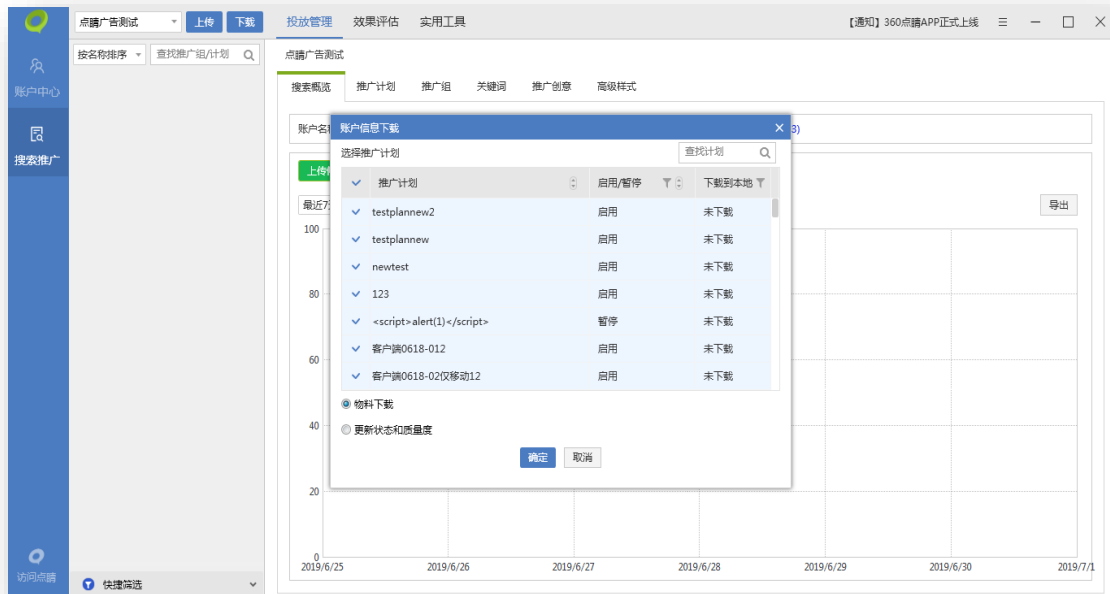 点睛广告测试
上传
下载
投放管理
效果评估
实用工具
【通知】360点睛APP正式上线
账户中心
搜索推广
访问点睛
按名称排序
查找推广组/计划
快捷筛选
点睛广告测试
搜索概览
推广计划
推广组
关键词
推广创意
高级样式
账户名
3)
上传
最近7
导出
账户信息下载
选择推广计划
查找计划
推广计划 启用/暂停 下载到本地
testplannew2 启用 未下载
testplannew 启用 未下载
newtest 启用 未下载
123 启用 未下载
<script>alert(1)</script> 暂停 未下载
客户端0618-012 启用 未下载
客户端0618-02仅移动12 启用 未下载
物料下载
更新状态和质量度
确定
取消
100
80
60
40
20
0
2019/6/25 2019/6/26 2019/6/27 2019/6/28 2019/6/29 2019/6/30 2019/7/1